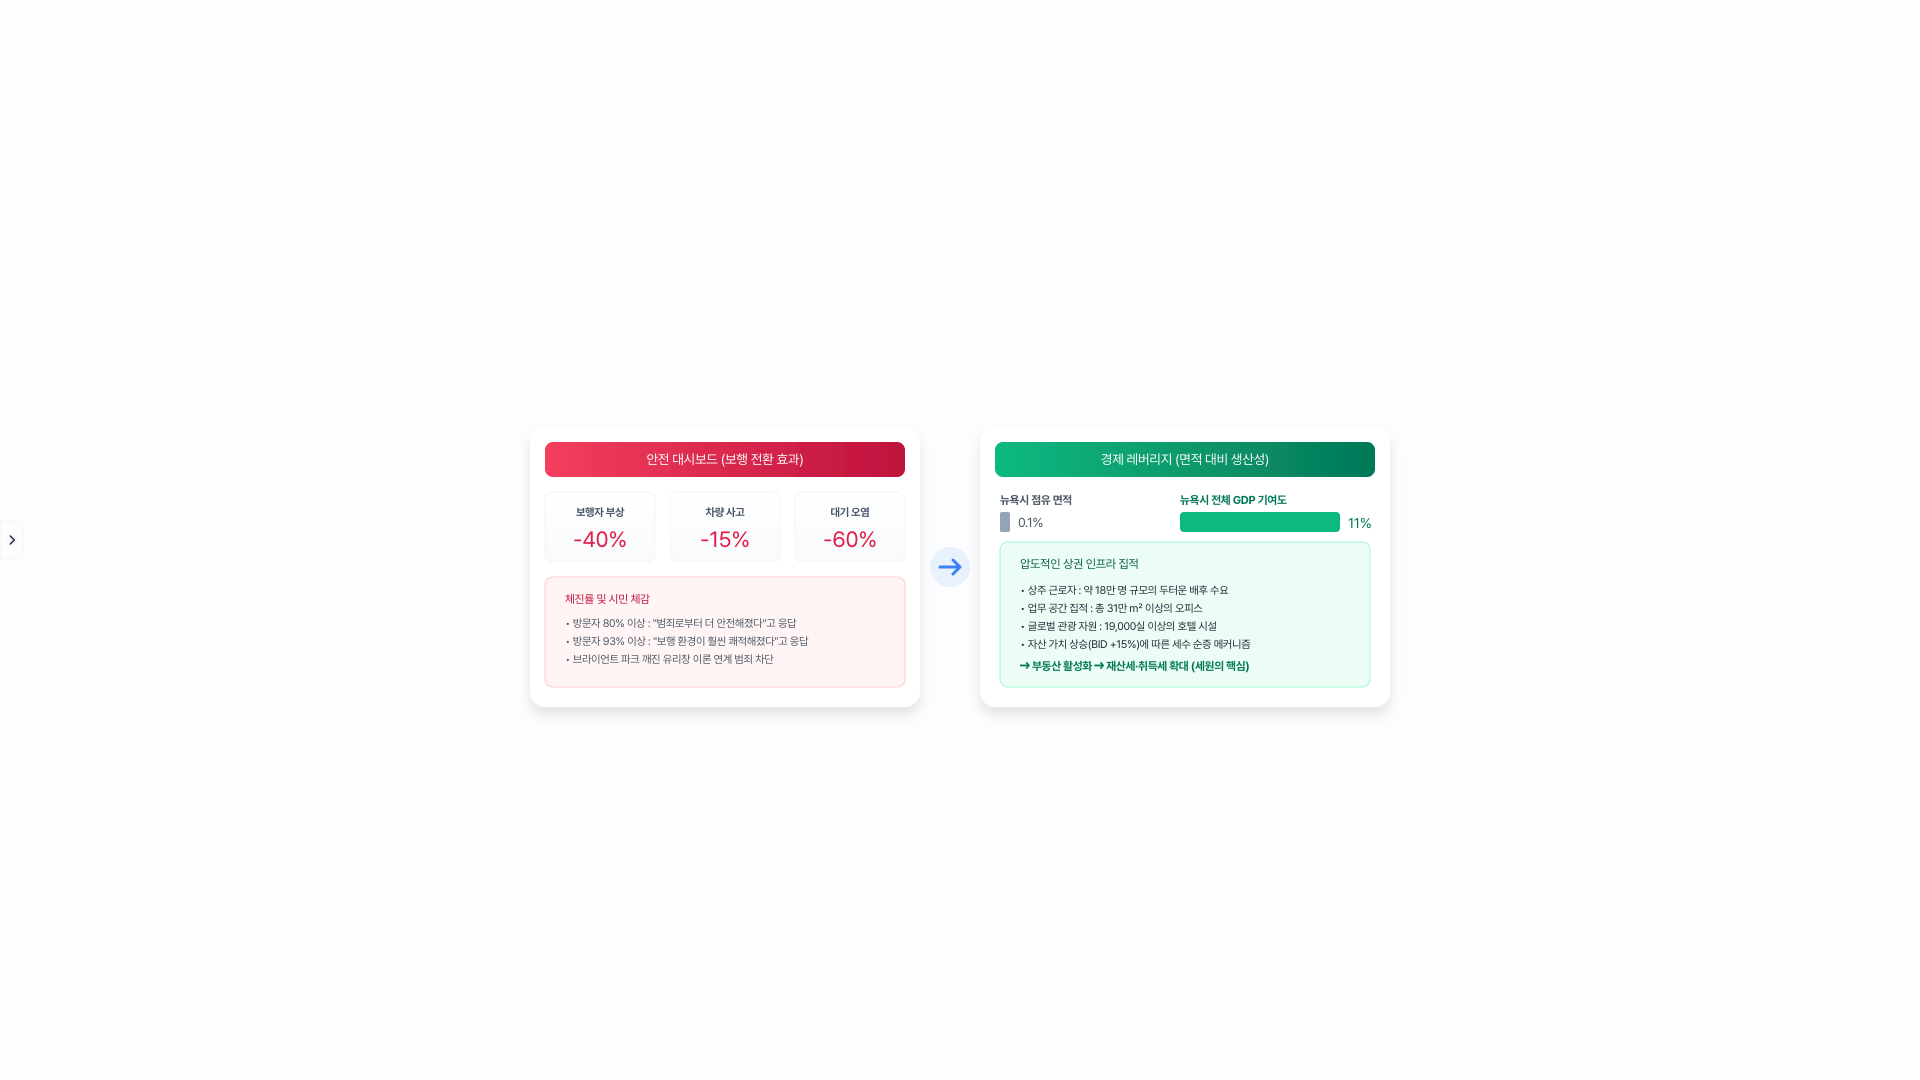 안전 대시보드 (보행 전환 효과)
보행자 부상
-40%
차량 사고
-15%
대기 오염
-60%
체진률 및 시민 체감
• 방문자 80% 이상 : "범죄로부터 더 안전해졌다"고 응답
• 방문자 93% 이상 : "보행 환경이 훨씬 쾌적해졌다"고 응답
• 브라이언트 파크 깨진 유리창 이론 연계 범죄 차단
경제 레버리지 (면적 대비 생산성)
뉴욕시 점유 면적
0.1%
뉴욕시 전체 GDP 기여도
11%
압도적인 상권 인프라 집적
• 상주 근로자 : 약 18만 명 규모의 두터운 배후 수요
• 업무 공간 집적 : 총 31만 m² 이상의 오피스
• 글로벌 관광 자원 : 19,000실 이상의 호텔 시설
• 자산 가치 상승(BID +15%)에 따른 세수 순증 메커니즘
→ 부동산 활성화 → 재산세·취득세 확대 (세원의 핵심)